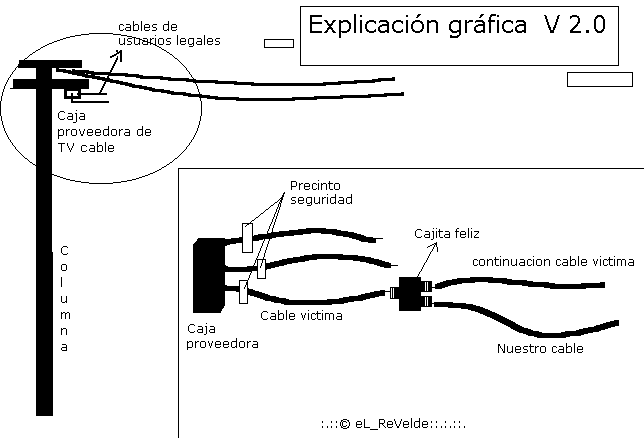 Explicación gráfica  V 2.0
cables de
usuarios legales
Caja
proveedora de
TV cable
Columna
Precinto
seguridad
Cajita feliz
continuacion cable victima
Cable victima
Caja
proveedora
Nuestro cable
:.::© eL_ReVelde::.:.::.